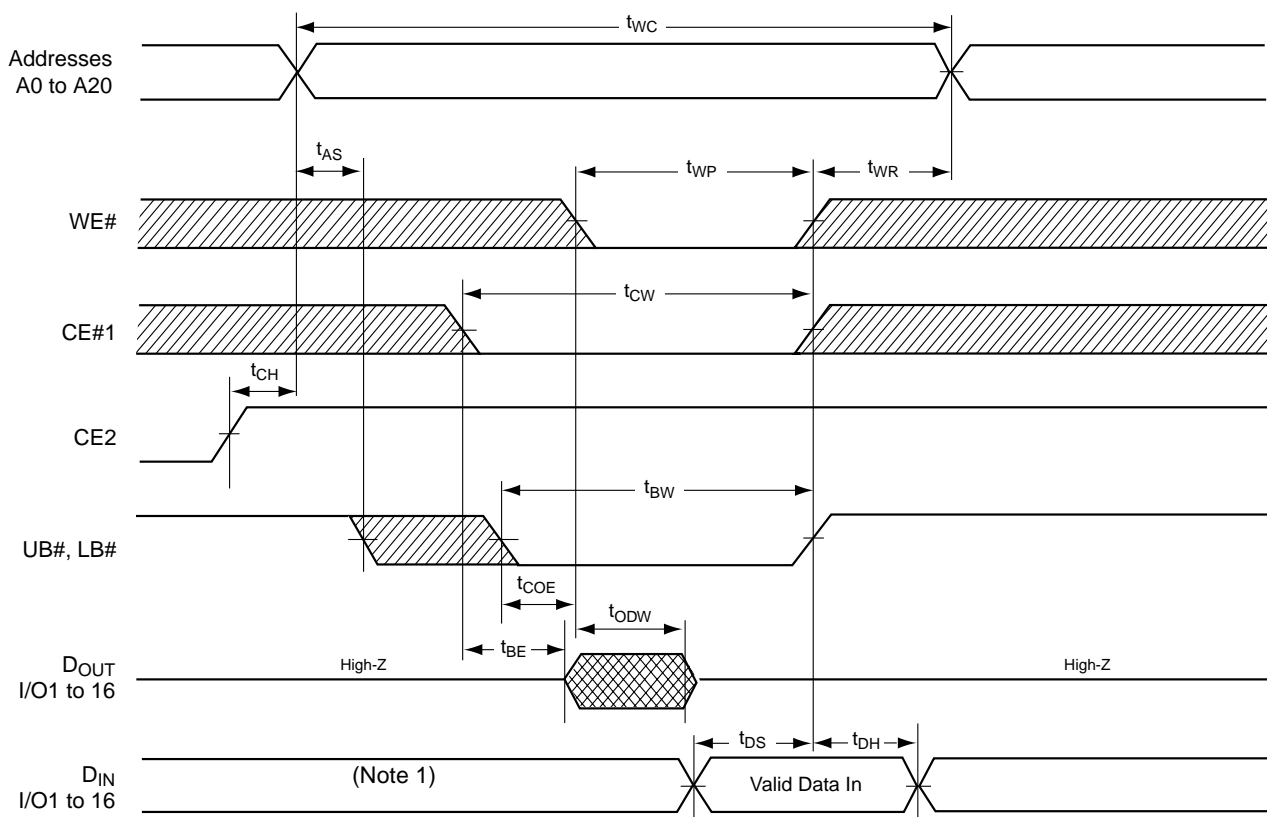 tWC
Addresses
A0 to A20
tAS
tWP
tWR
WE#
tCW
CE#1
tCH
CE2
tBW
UB#, LB#
tCOE
tODW
tBE
DOUT
I/O1 to 16
High-Z
High-Z
tDS
tDH
DIN
I/O1 to 16
(Note 1)
Valid Data In